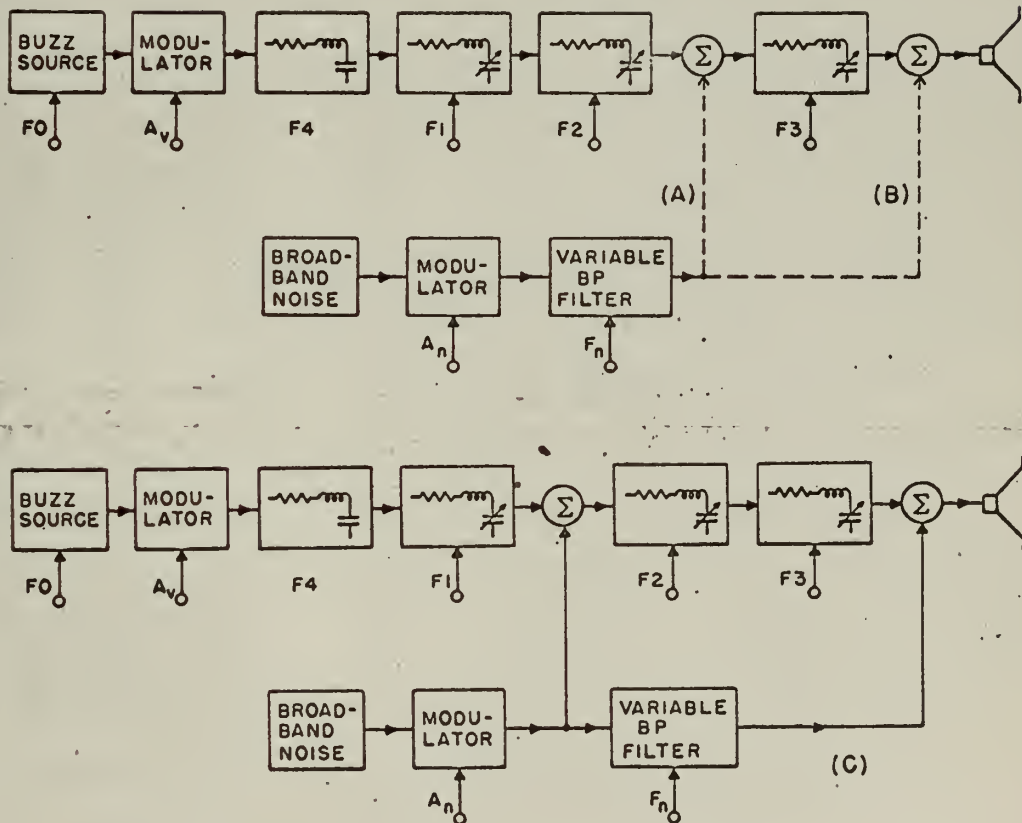 BUZZ
SOURCE
MODU-
LATOR
Σ
Σ
F0
Av
F4
F1
F2
F3
(A)
(B)
BROAD-
BAND
NOISE
MODU-
LATOR
VARIABLE
BP
FILTER
An
Fn
BUZZ
SOURCE
MODU-
LATOR
Σ
Σ
F0
Av
F4
F1
F2
F3
BROAD-
BAND
NOISE
MODU-
LATOR
VARIABLE
BP
FILTER
(C)
An
Fn